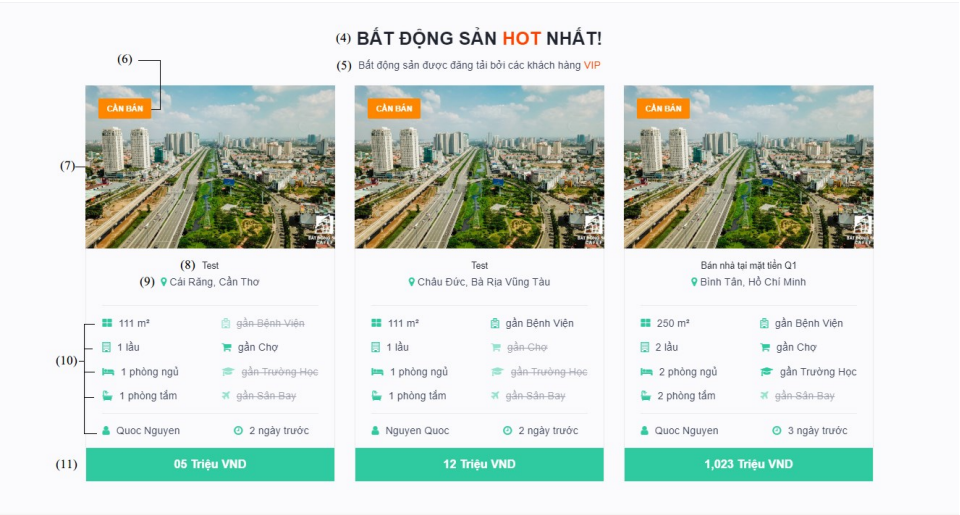 (4) BẤT ĐỘNG SẢN HOT NHẤT!
(5) Bất động sản được đăng tải bởi các khách hàng VIP
(6)
CẦN BÁN CẦN BÁN CẦN BÁN
(7)
(8) Test
(9) Cái Răng, Cần Thơ
(10)
111 m² gần Bệnh Viện
1 lầu gần Chợ
1 phòng ngủ gần Trường Học
1 phòng tắm gần Sân Bay
Quoc Nguyen 2 ngày trước
(11) 05 Triệu VND
Test
Châu Đức, Bà Rịa Vũng Tàu
111 m² gần Bệnh Viện
1 lầu gần Chợ
1 phòng ngủ gần Trường Học
1 phòng tắm gần Sân Bay
Nguyen Quoc 2 ngày trước
12 Triệu VND
Bán nhà tại mặt tiền Q1
Bình Tân, Hồ Chí Minh
250 m² gần Bệnh Viện
2 lầu gần Chợ
2 phòng ngủ gần Trường Học
2 phòng tắm gần Sân Bay
Quoc Nguyen 3 ngày trước
1,023 Triệu VND